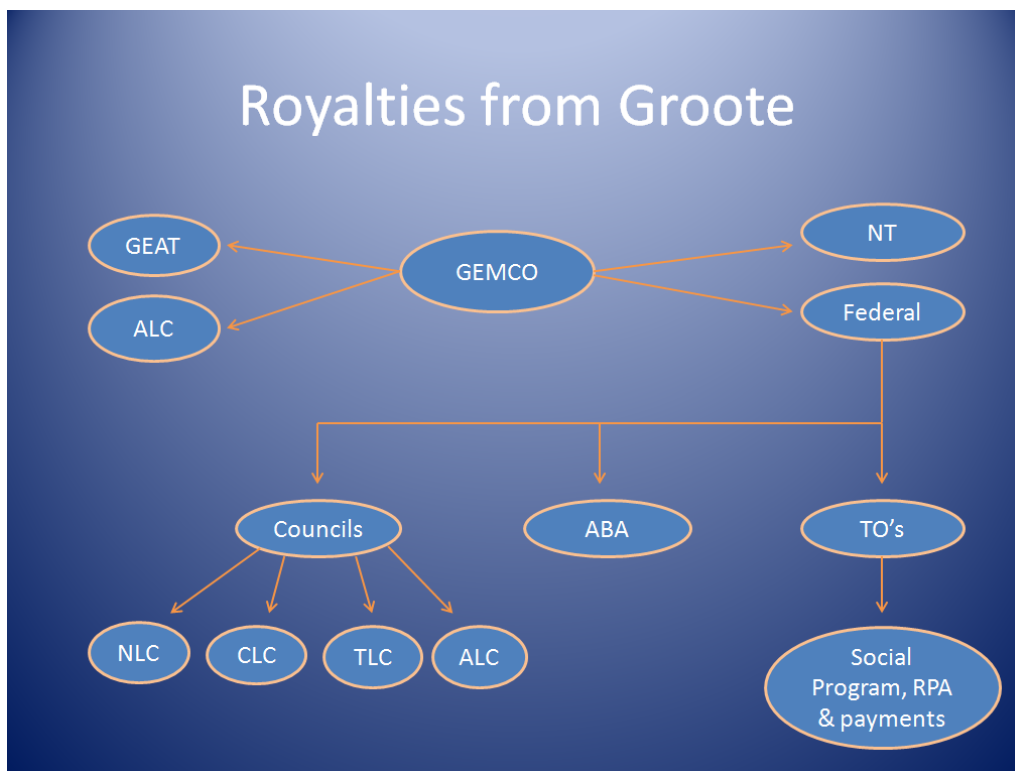 Royalties from Groote
GEAT
GEMCO
NT
ALC
Federal
Councils
ABA
TO's
NLC
CLC
TLC
ALC
Social
Program, RPA
& payments